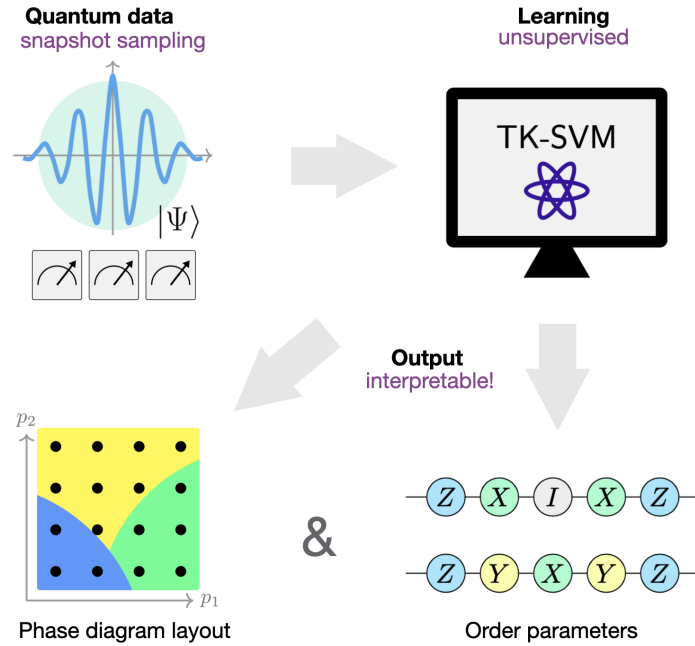 Quantum data
snapshot sampling
Learning
unsupervised
TK-SVM
|Ψ⟩
Output
interpretable!
p₂
p₁
Phase diagram layout
&
Z X I X Z
Z Y X Y Z
Order parameters